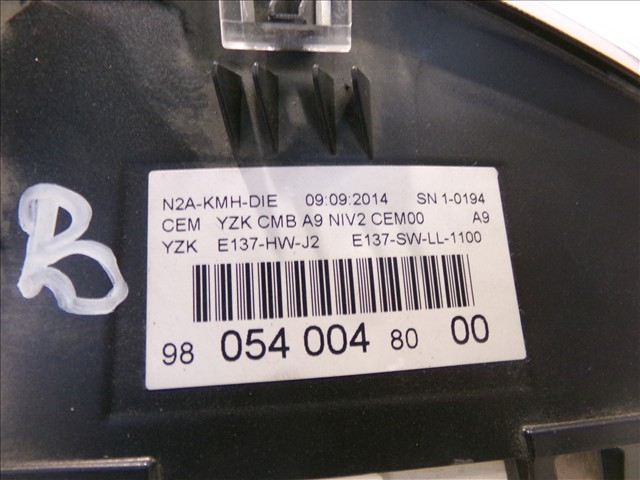 B
N2A-KMH-DIE 09:09:2014 SN 1-0194
CEM YZK CMB A9 NIV2 CEM00 A9
YZK E137-HW-J2 E137-SW-LL-1100
98 054 004 80 00